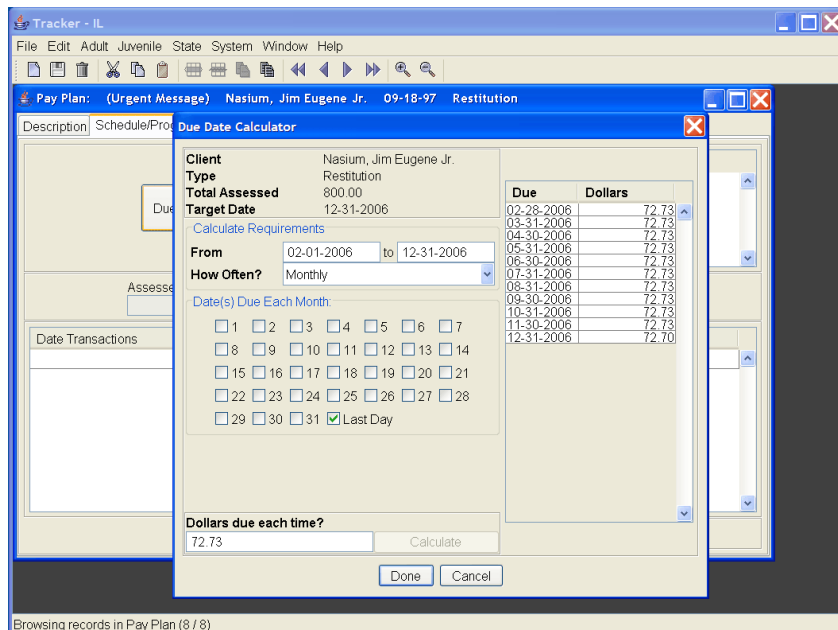 Tracker - IL
File Edit Adult Juvenile State System Window Help
Pay Plan: (Urgent Message) Nasium, Jim Eugene Jr. 09-18-97 Restitution
Description Schedule/Prog
Due Date Calculator
Client Nasium, Jim Eugene Jr.
Type Restitution
Total Assessed 800.00
Target Date 12-31-2006
Calculate Requirements
From 02-01-2006 to 12-31-2006
How Often? Monthly
Date(s) Due Each Month:
1 2 3 4 5 6 7
8 9 10 11 12 13 14
15 16 17 18 19 20 21
22 23 24 25 26 27 28
29 30 31 Last Day
Dollars due each time?
72.73 Calculate
Due Dollars
02-28-2006 72.73
03-31-2006 72.73
04-30-2006 72.73
05-31-2006 72.73
06-30-2006 72.73
07-31-2006 72.73
08-31-2006 72.73
09-30-2006 72.73
10-31-2006 72.73
11-30-2006 72.73
12-31-2006 72.70
Done Cancel
Due
Assesse
Date Transactions
Browsing records in Pay Plan (8 / 8)